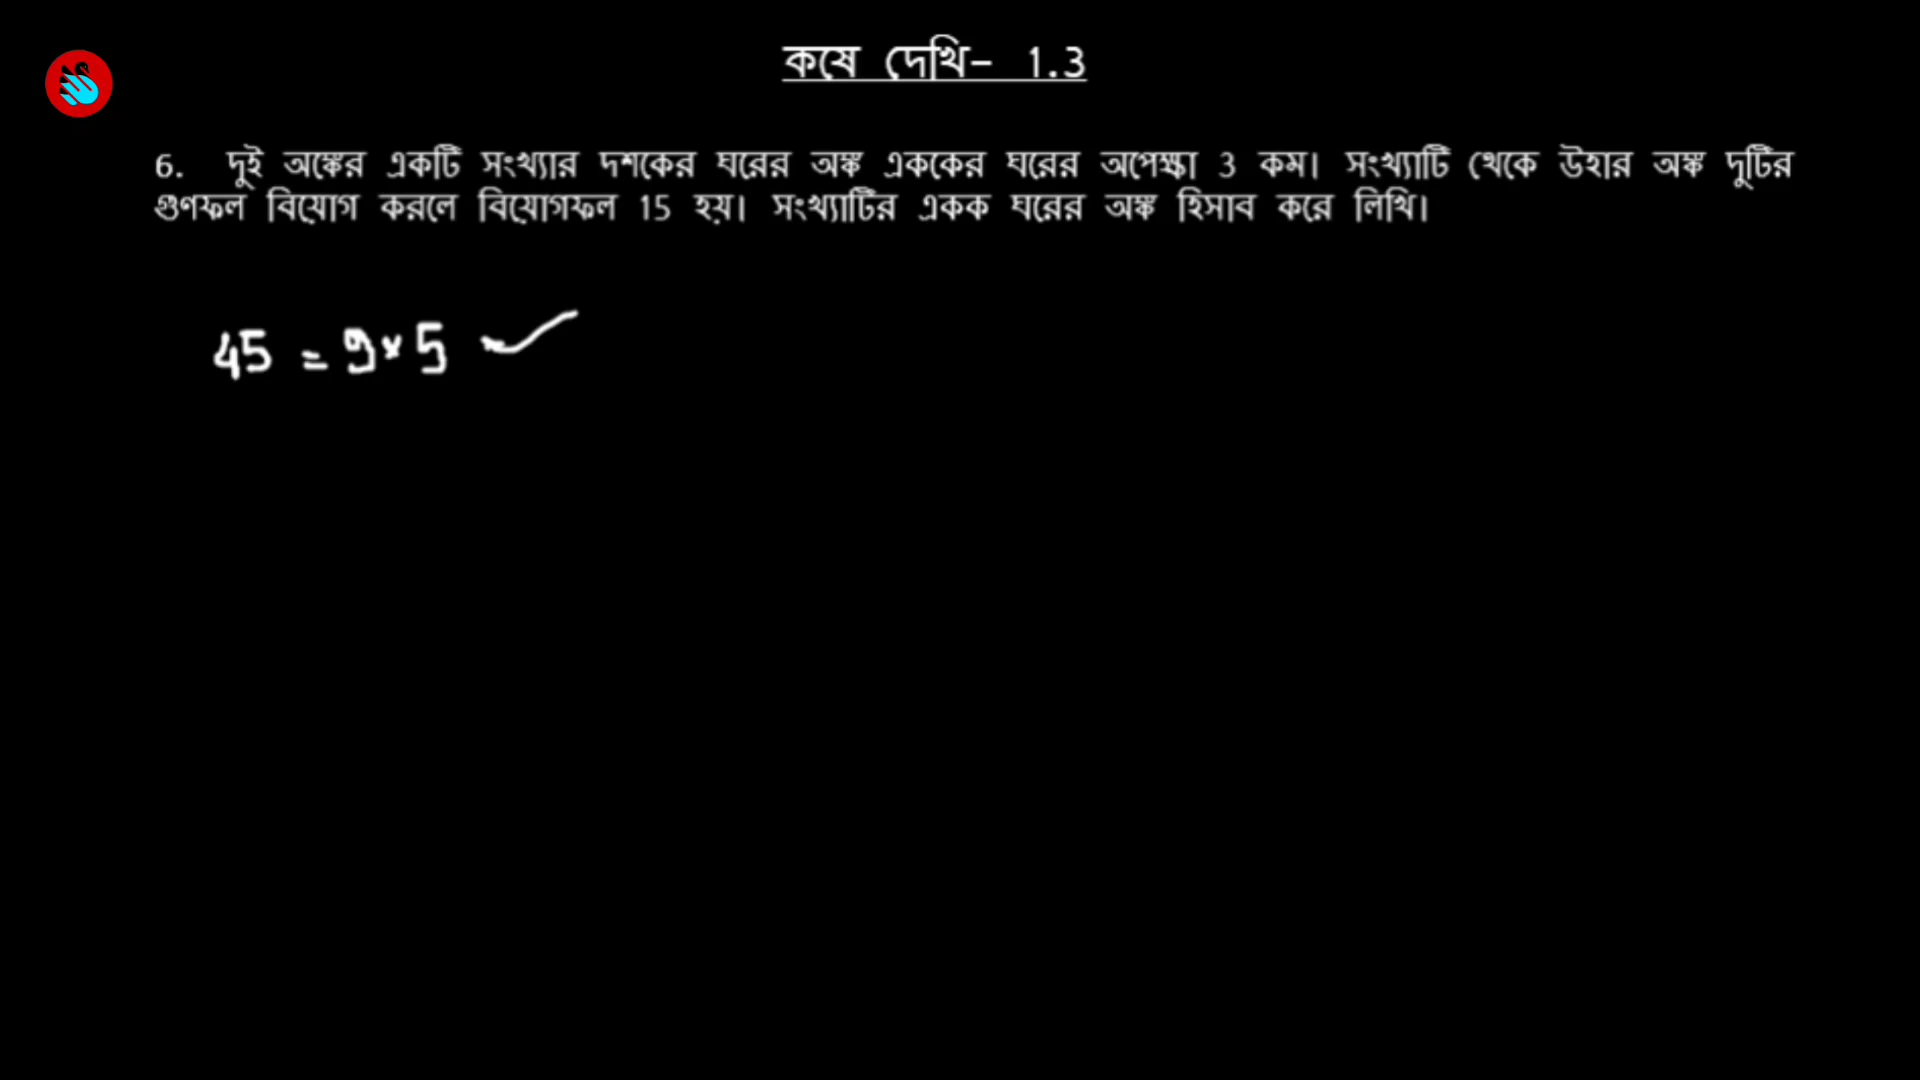 কষে দেখি– 1.3
6. দুই অঙ্কের একটি সংখ্যার দশকের ঘরের অঙ্ক এককের ঘরের অপেক্ষা 3 কম। সংখ্যাটি থেকে উহার অঙ্ক দুটির
গুণফল বিয়োগ করলে বিয়োগফল 15 হয়। সংখ্যাটির একক ঘরের অঙ্ক হিসাব করে লিখি।
45 = 9 × 5